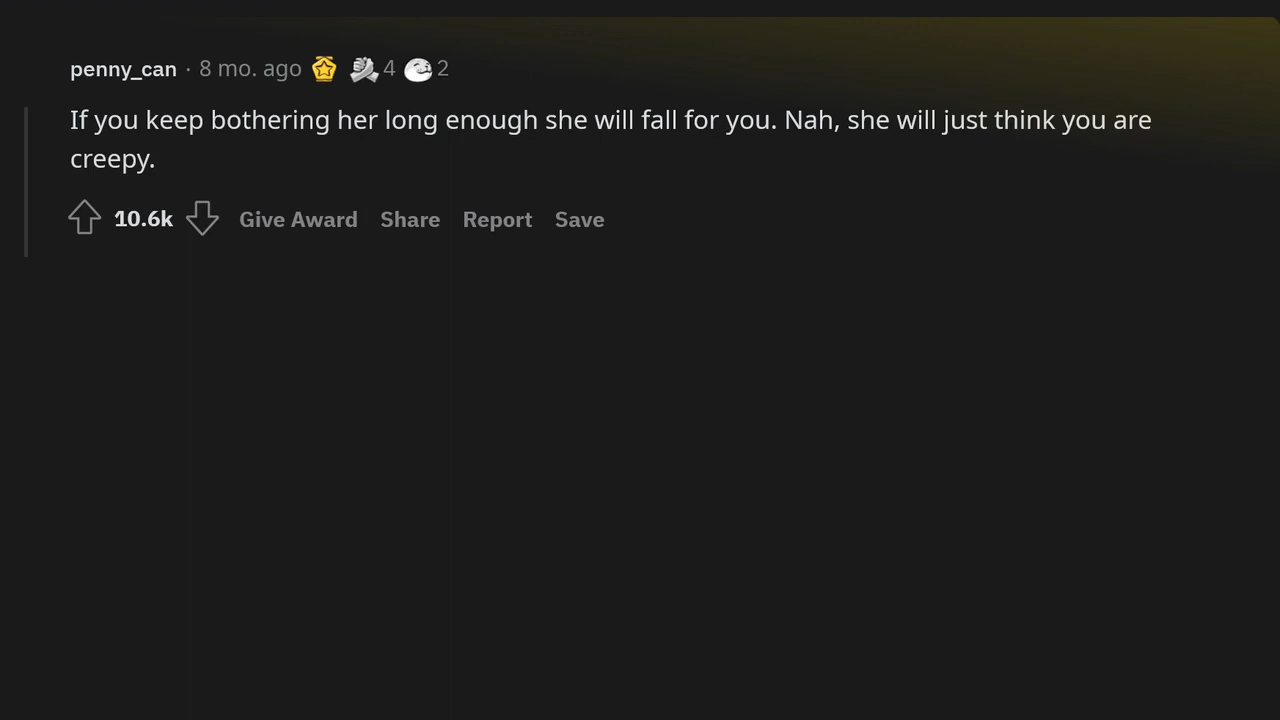 penny_can · 8 mo. ago 4 2
If you keep bothering her long enough she will fall for you. Nah, she will just think you are
creepy.
10.6k Give Award Share Report Save